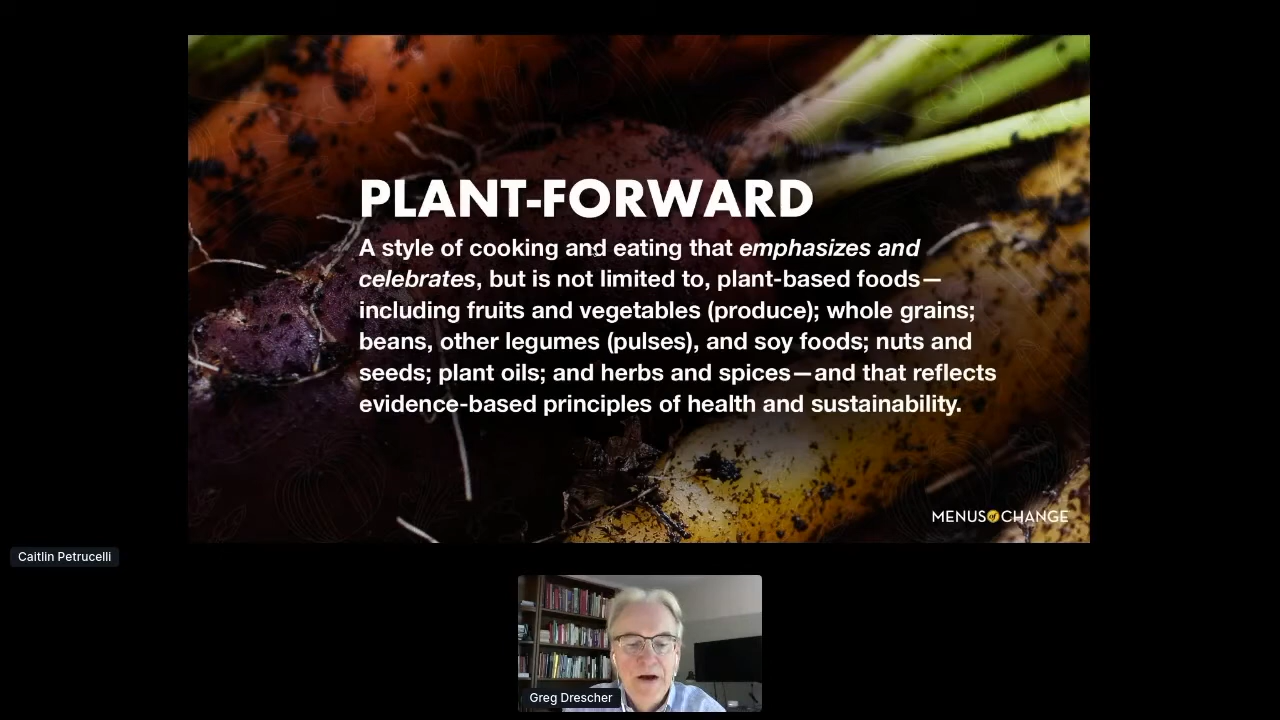 PLANT-FORWARD
A style of cooking and eating that emphasizes and
celebrates, but is not limited to, plant-based foods—
including fruits and vegetables (produce); whole grains;
beans, other legumes (pulses), and soy foods; nuts and
seeds; plant oils; and herbs and spices—and that reflects
evidence-based principles of health and sustainability.
MENUS of CHANGE
Caitlin Petrucelli
Greg Drescher